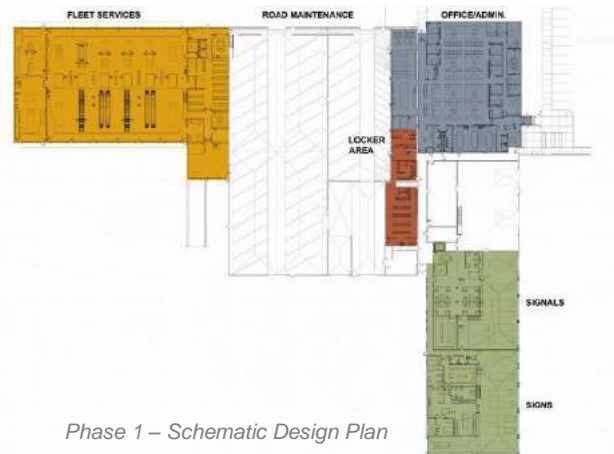 FLEET SERVICES
ROAD MAINTENANCE
OFFICE/ADMIN.
LOCKER
AREA
SIGNALS
SIGNS
Phase 1 – Schematic Design Plan